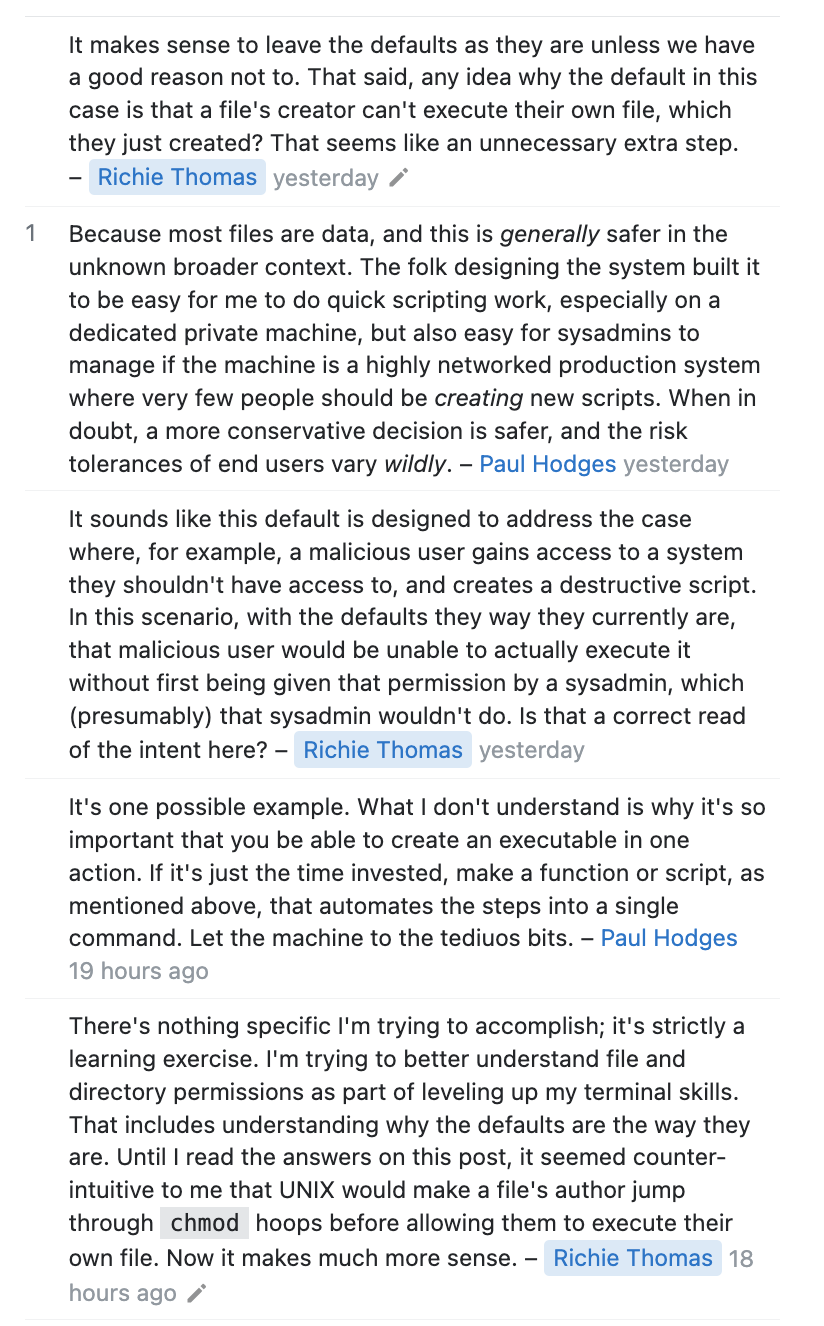 It makes sense to leave the defaults as they are unless we have
a good reason not to. That said, any idea why the default in this
case is that a file's creator can't execute their own file, which
they just created? That seems like an unnecessary extra step.
– Richie Thomas yesterday
1 Because most files are data, and this is generally safer in the
unknown broader context. The folk designing the system built it
to be easy for me to do quick scripting work, especially on a
dedicated private machine, but also easy for sysadmins to
manage if the machine is a highly networked production system
where very few people should be creating new scripts. When in
doubt, a more conservative decision is safer, and the risk
tolerances of end users vary wildly. – Paul Hodges yesterday
It sounds like this default is designed to address the case
where, for example, a malicious user gains access to a system
they shouldn't have access to, and creates a destructive script.
In this scenario, with the defaults they way they currently are,
that malicious user would be unable to actually execute it
without first being given that permission by a sysadmin, which
(presumably) that sysadmin wouldn't do. Is that a correct read
of the intent here? – Richie Thomas yesterday
It's one possible example. What I don't understand is why it's so
important that you be able to create an executable in one
action. If it's just the time invested, make a function or script, as
mentioned above, that automates the steps into a single
command. Let the machine to the tediuos bits. – Paul Hodges
19 hours ago
There's nothing specific I'm trying to accomplish; it's strictly a
learning exercise. I'm trying to better understand file and
directory permissions as part of leveling up my terminal skills.
That includes understanding why the defaults are the way they
are. Until I read the answers on this post, it seemed counter-
intuitive to me that UNIX would make a file's author jump
through chmod hoops before allowing them to execute their
own file. Now it makes much more sense. – Richie Thomas 18
hours ago